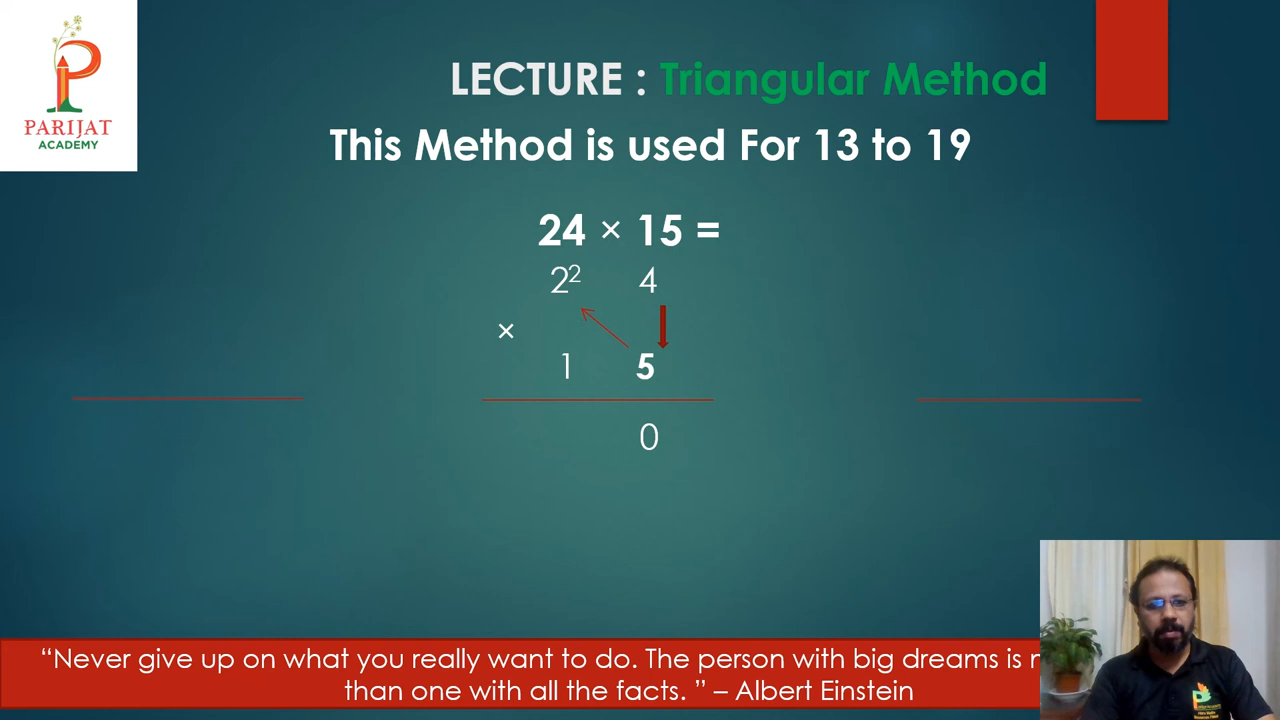 PARIJAT
ACADEMY
LECTURE : Triangular Method
This Method is used For 13 to 19
24 × 15 =
2² 4
×
1 5
0
“Never give up on what you really want to do. The person with big dreams is
than one with all the facts. ” – Albert Einstein